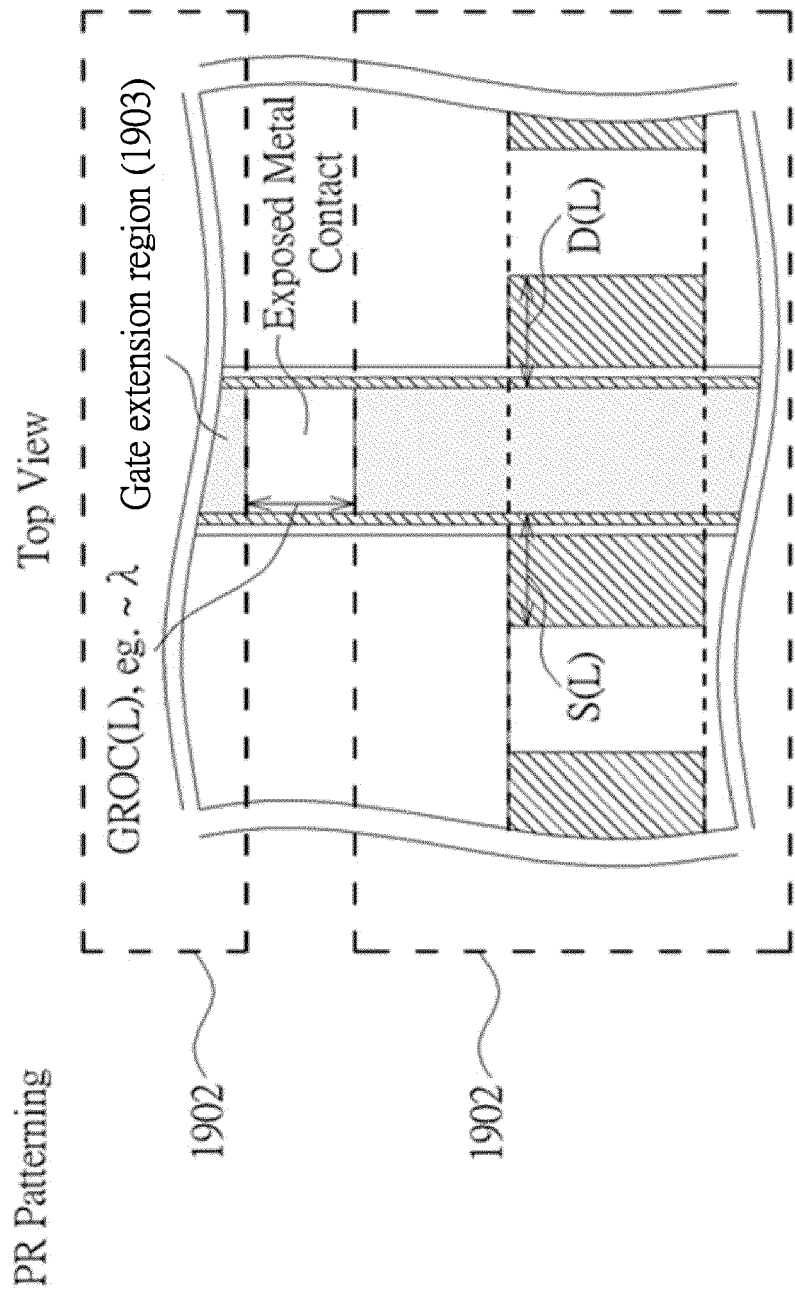 PR Patterning
Top View
GROC(L), eg. ~ λ
Gate extension region (1903)
Exposed Metal
Contact
1902
1902
S(L)
D(L)